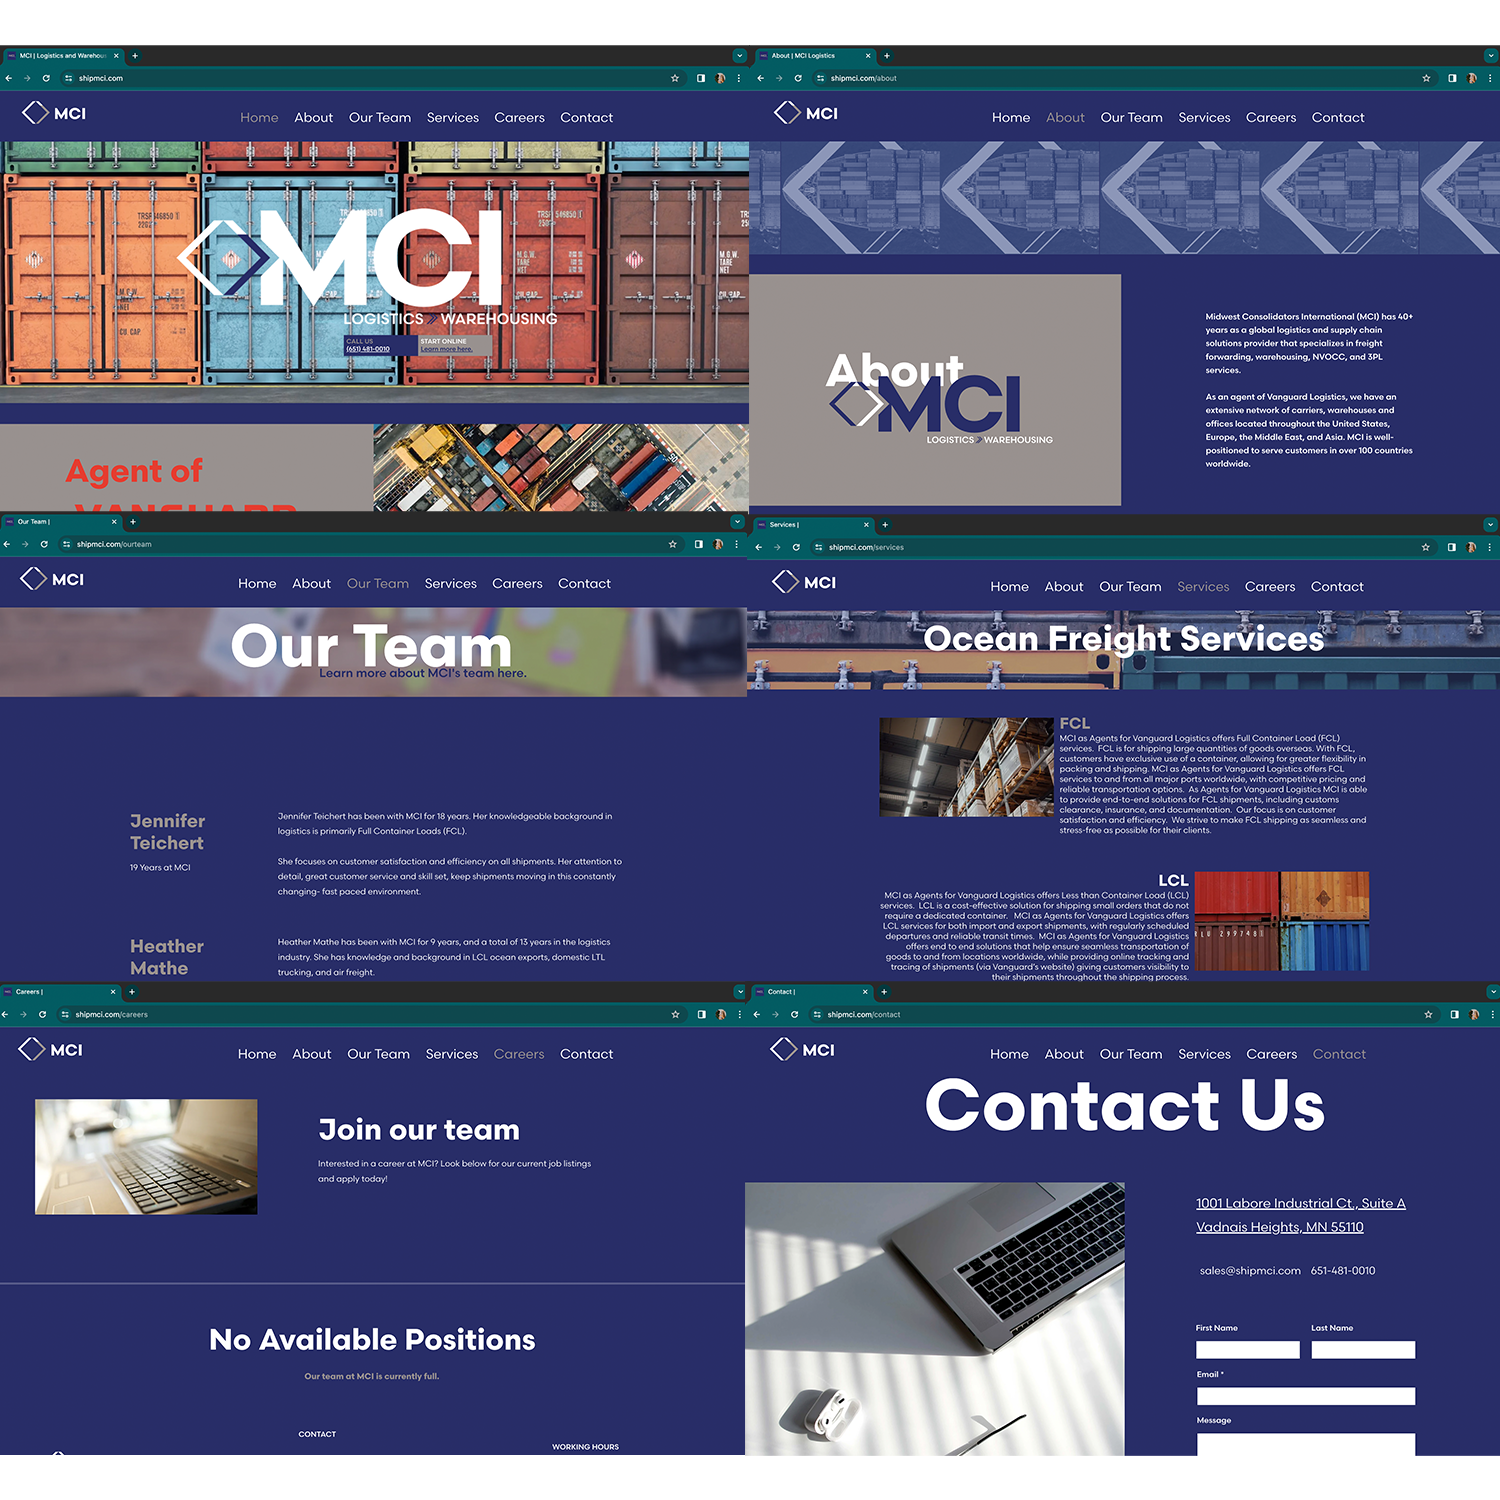 MCI | Logistics and Warehous
shipmci.com
MCI
Home About Our Team Services Careers Contact
MCI
LOGISTICS WAREHOUSING
CALL US
(651) 481-0010
START ONLINE
Learn more here.
Agent of
VANGUARD
About | MCI Logistics
shipmci.com/about
MCI
Home About Our Team Services Careers Contact
About
MCI
LOGISTICS WAREHOUSING
Midwest Consolidators International (MCI) has 40+
years as a global logistics and supply chain
solutions provider that specializes in freight
forwarding, warehousing, NVOCC, and 3PL
services.
As an agent of Vanguard Logistics, we have an
extensive network of carriers, warehouses and
offices located throughout the United States,
Europe, the Middle East, and Asia. MCI is well-
positioned to serve customers in over 100 countries
worldwide.
Our Team |
shipmci.com/ourteam
MCI
Home About Our Team Services Careers Contact
Our Team
Learn more about MCI's team here.
Jennifer
Teichert
19 Years at MCI
Jennifer Teichert has been with MCI for 18 years. Her knowledgeable background in
logistics is primarily Full Container Loads (FCL).
She focuses on customer satisfaction and efficiency on all shipments. Her attention to
detail, great customer service and skill set, keep shipments moving in this constantly
changing- fast paced environment.
Heather
Mathe
Heather Mathe has been with MCI for 9 years, and a total of 13 years in the logistics
industry. She has knowledge and background in LCL ocean exports, domestic LTL
trucking, and air freight.
Services |
shipmci.com/services
MCI
Home About Our Team Services Careers Contact
Ocean Freight Services
FCL
MCI as Agents for Vanguard Logistics offers Full Container Load (FCL)
services. FCL is for shipping large quantities of goods overseas. With FCL,
customers have exclusive use of a container, allowing for greater flexibility in
packing and shipping. MCI as Agents for Vanguard Logistics offers FCL
services to and from all major ports worldwide, with competitive pricing and
reliable transportation options. As Agents for Vanguard Logistics MCI is able
to provide end-to-end solutions for FCL shipments, including customs
clearance, insurance, and documentation. Our focus is on customer
satisfaction and efficiency. We strive to make FCL shipping as seamless and
stress-free as possible for their clients.
LCL
MCI as Agents for Vanguard Logistics offers Less than Container Load (LCL)
services. LCL is a cost-effective solution for shipping small orders that do not
require a dedicated container. MCI as Agents for Vanguard Logistics offers
LCL services for both import and export shipments, with regularly scheduled
departures and reliable transit times. MCI as Agents for Vanguard Logistics
offers end to end solutions that help ensure seamless transportation of
goods to and from locations worldwide, while providing online tracking and
tracing of shipments (via Vanguard's website) giving customers visibility to
their shipments throughout the shipping process.
Careers |
shipmci.com/careers
MCI
Home About Our Team Services Careers Contact
Join our team
Interested in a career at MCI? Look below for our current job listings
and apply today!
No Available Positions
Our team at MCI is currently full.
CONTACT
WORKING HOURS
Contact |
shipmci.com/contact
MCI
Home About Our Team Services Careers Contact
Contact Us
1001 Labore Industrial Ct., Suite A
Vadnais Heights, MN 55110
sales@shipmci.com 651-481-0010
First Name Last Name
Email *
Message